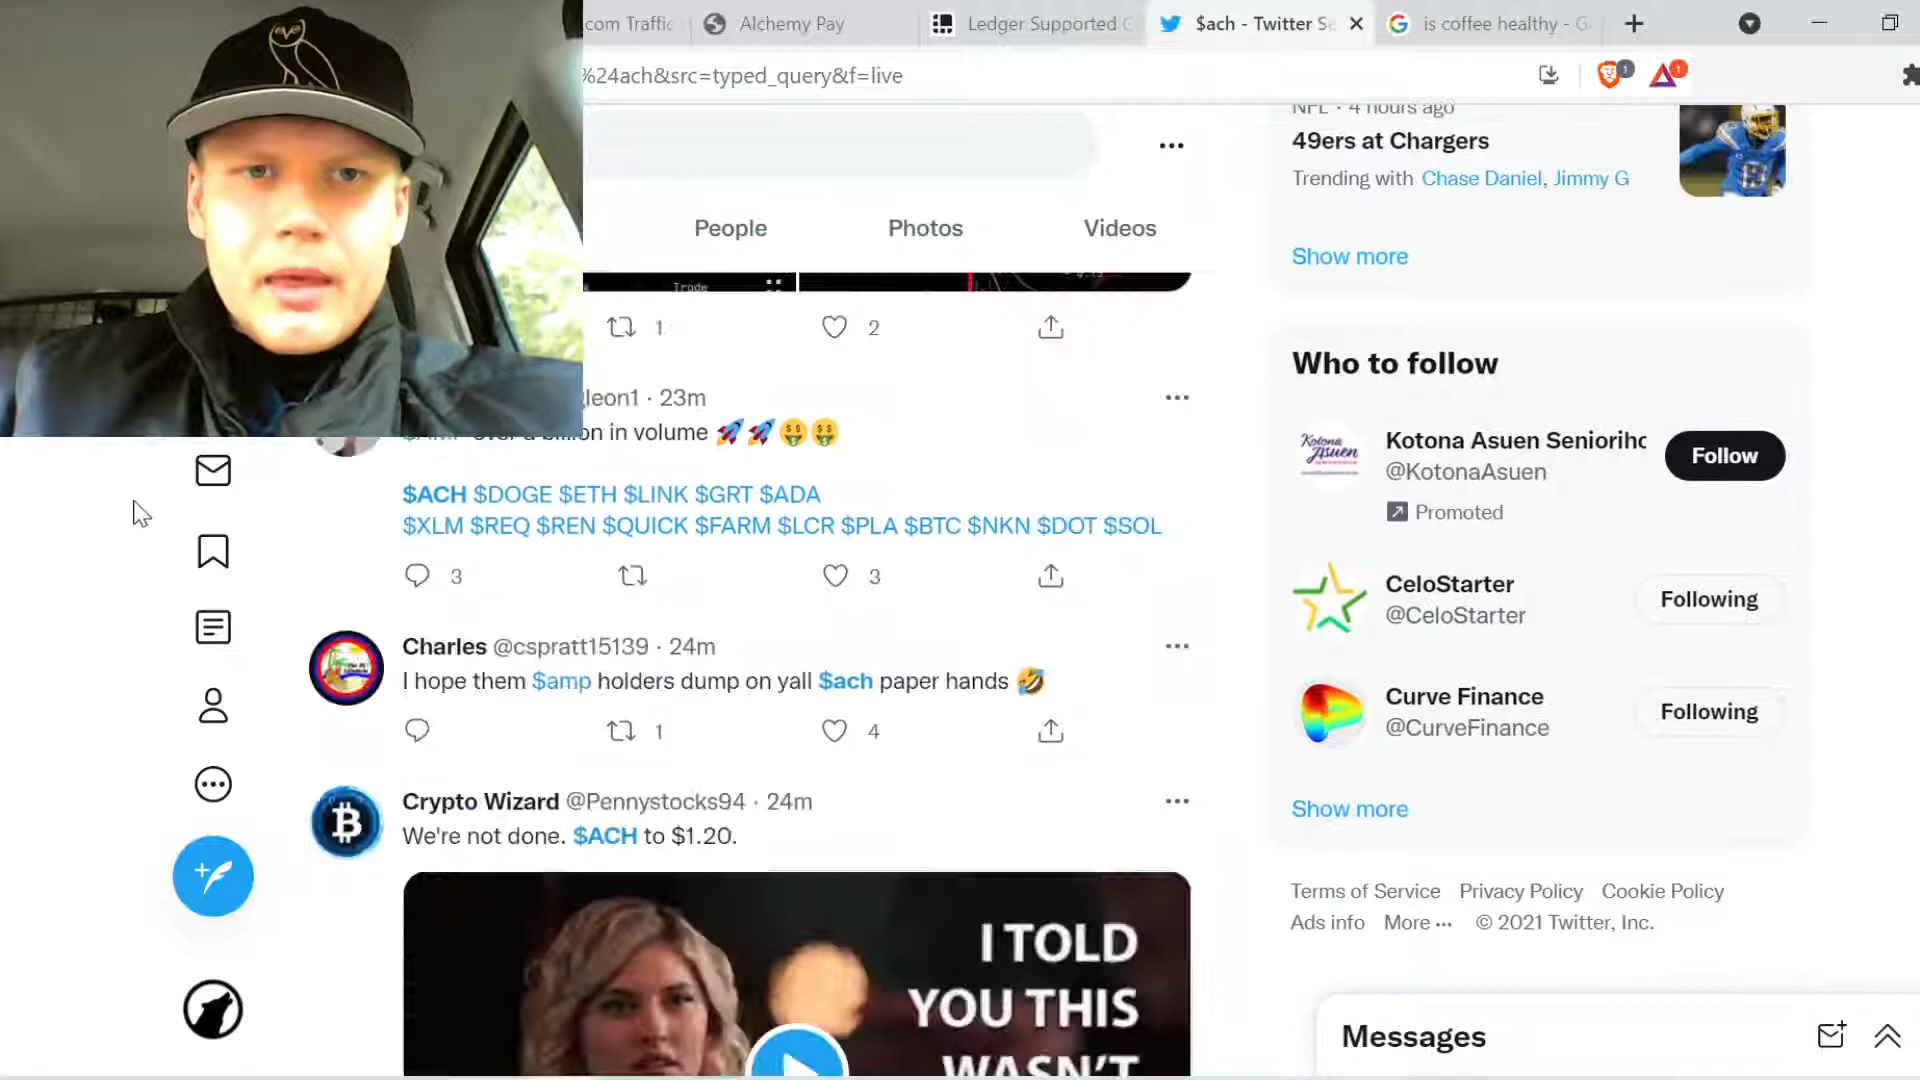 com Traffic
Alchemy Pay
Ledger Supported C
$ach - Twitter Se
is coffee healthy - G
%24ach&src=typed_query&f=live
1
1
People
Photos
Videos
Trade
1
2
gleon1 · 23m
over a billion in volume 🚀🚀🤑🤑
$ACH $DOGE $ETH $LINK $GRT $ADA
$XLM $REQ $REN $QUICK $FARM $LCR $PLA $BTC $NKN $DOT $SOL
3
3
Charles @cspratt15139 · 24m
I hope them $amp holders dump on yall $ach paper hands 🤣
1
4
Crypto Wizard @Pennystocks94 · 24m
We're not done. $ACH to $1.20.
I TOLD
YOU THIS
WASN'T
NFL · 4 hours ago
49ers at Chargers
Trending with Chase Daniel, Jimmy G
Show more
Who to follow
Kotona Asuen Seniorihc
@KotonaAsuen
Promoted
Follow
Kotona
Asuen
CeloStarter
@CeloStarter
Following
Curve Finance
@CurveFinance
Following
Show more
Terms of Service Privacy Policy Cookie Policy
Ads info More ··· © 2021 Twitter, Inc.
Messages